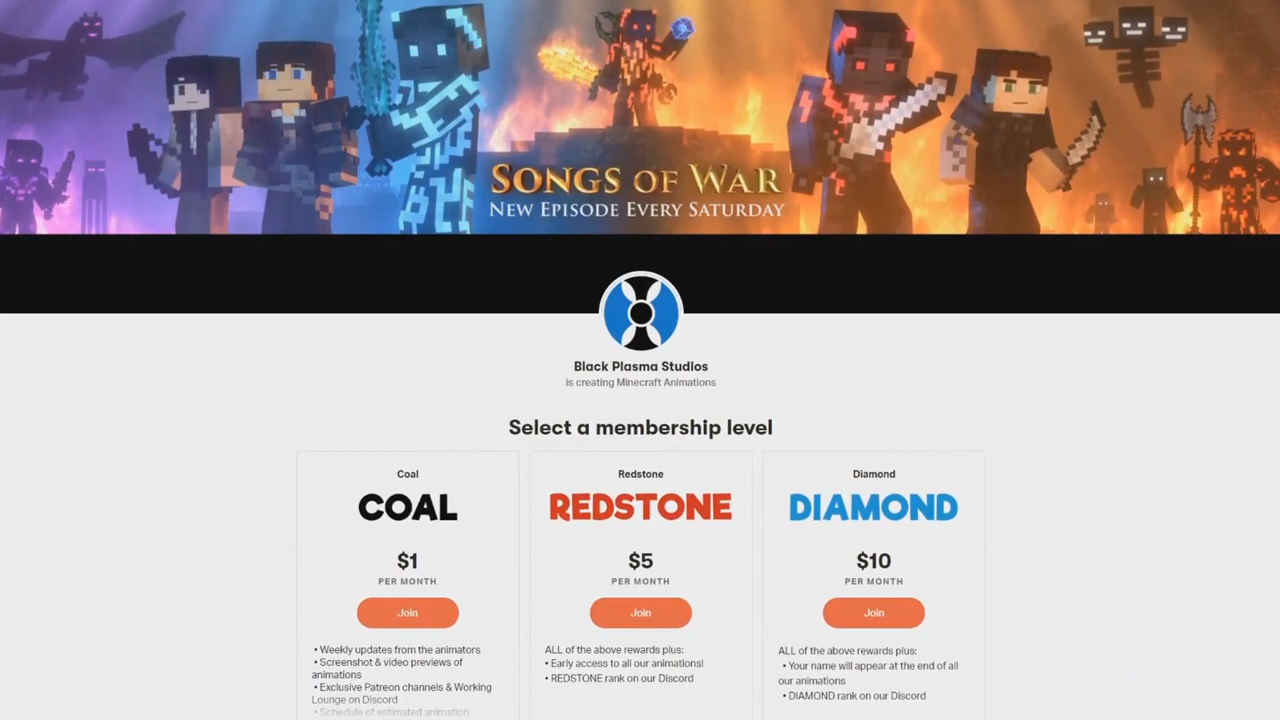 SONGS OF WAR
NEW EPISODE EVERY SATURDAY
Black Plasma Studios
is creating Minecraft Animations
Select a membership level
Coal
COAL
$1
PER MONTH
Join
• Weekly updates from the animators
• Screenshot & video previews of
animations
• Exclusive Patreon channels & Working
Lounge on Discord
• Schedule of estimated animation
Redstone
REDSTONE
$5
PER MONTH
Join
ALL of the above rewards plus:
• Early access to all our animations!
• REDSTONE rank on our Discord
Diamond
DIAMOND
$10
PER MONTH
Join
ALL of the above rewards plus:
• Your name will appear at the end of all
our animations
• DIAMOND rank on our Discord